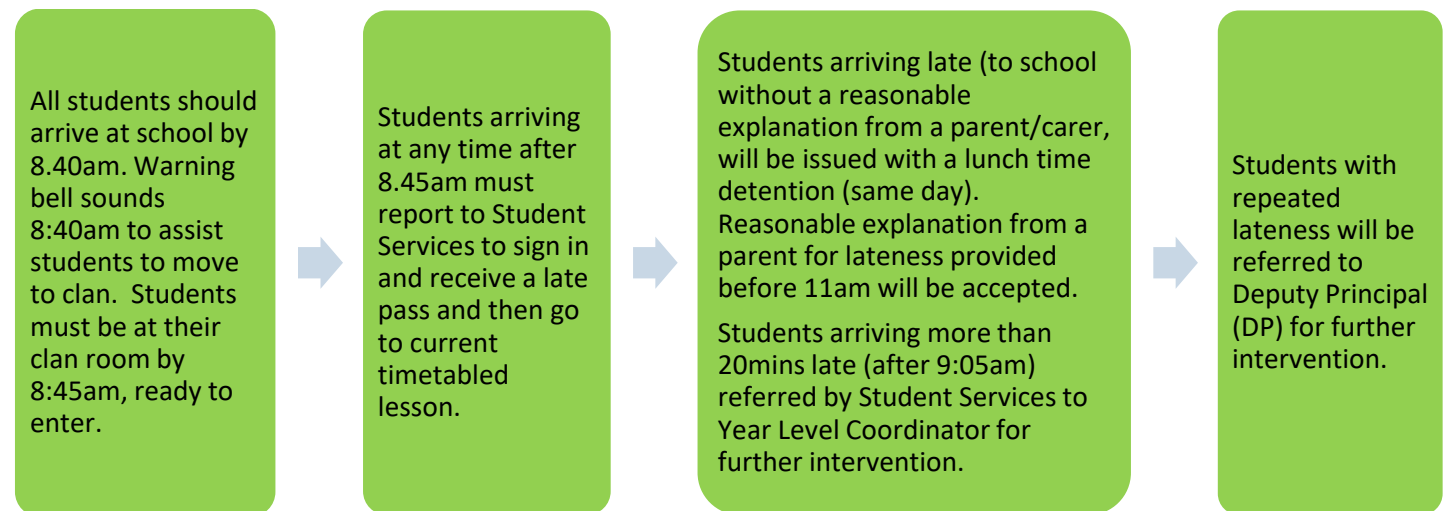 All students should
arrive at school by
8.40am. Warning
bell sounds
8:40am to assist
students to move
to clan.  Students
must be at their
clan room by
8:45am, ready to
enter.
Students arriving
at any time after
8.45am must
report to Student
Services to sign in
and receive a late
pass and then go
to current
timetabled
lesson.
Students arriving late (to school
without a reasonable
explanation from a parent/carer,
will be issued with a lunch time
detention (same day).
Reasonable explanation from a
parent for lateness provided
before 11am will be accepted.
Students arriving more than
20mins late (after 9:05am)
referred by Student Services to
Year Level Coordinator for
further intervention.
Students with
repeated
lateness will be
referred to
Deputy Principal
(DP) for further
intervention.